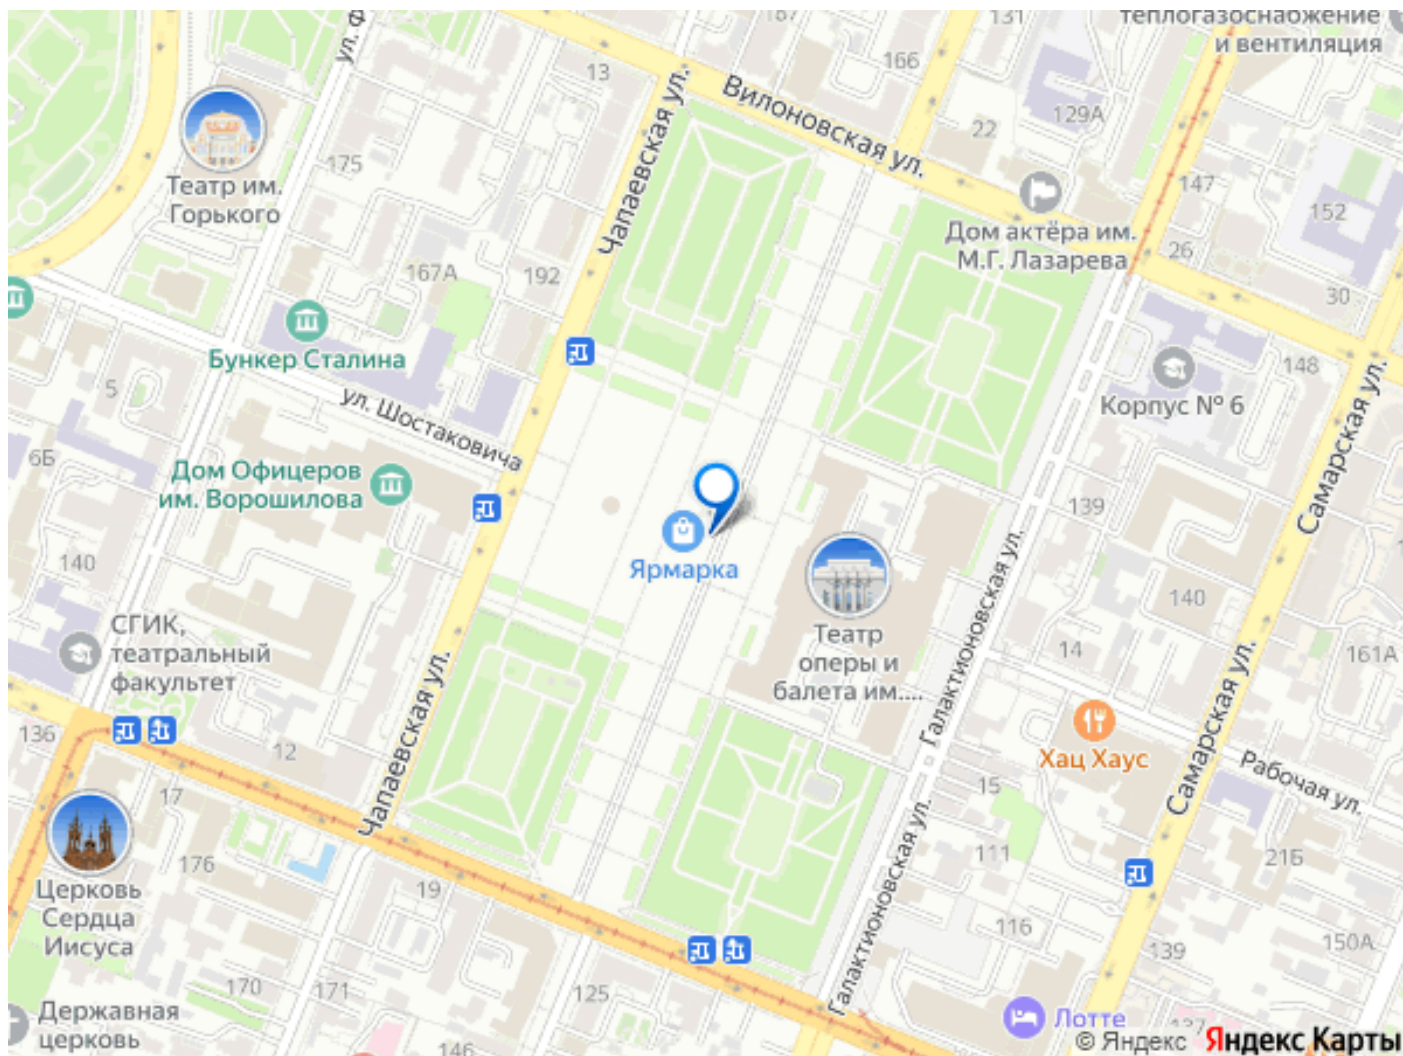 теплогазоснабжение
и вентиляция
187
131
166
13
ул. Ф
Чапаевская ул.
Вилоновская ул.
22
129А
147
152
175
Театр им.
Горького
Дом актёра им.
М.Г. Лазарева
26
30
167А
192
Бункер Сталина
148
5
ул. Шостаковича
Корпус № 6
Самарская ул.
6Б
Дом Офицеров
им. Ворошилова
139
140
Ярмарка
Галактионовская ул.
140
СГИК,
театральный
факультет
Театр
оперы и
балета им....
14
161А
Чапаевская ул.
Самарская ул.
136
12
Хац Хаус
Рабочая ул.
17
15
176
Галактионовская ул.
111
21Б
Церковь
Сердца
Иисуса
19
116
139
150А
170
171
125
Державная
церковь
146
Лотте
137
© Яндекс Яндекс Карты